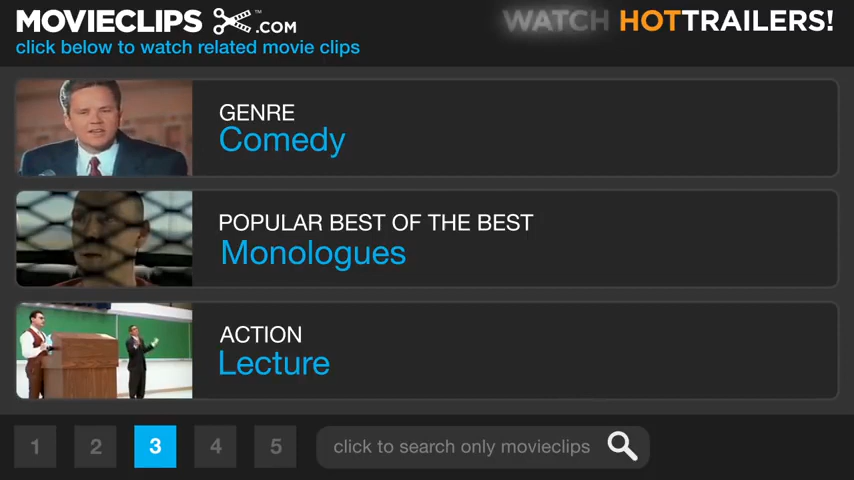 MOVIECLIPS .COM™
WATCH HOTTRAILERS!
click below to watch related movie clips
GENRE
Comedy
POPULAR BEST OF THE BEST
Monologues
ACTION
Lecture
1 2 3 4 5 click to search only movieclips